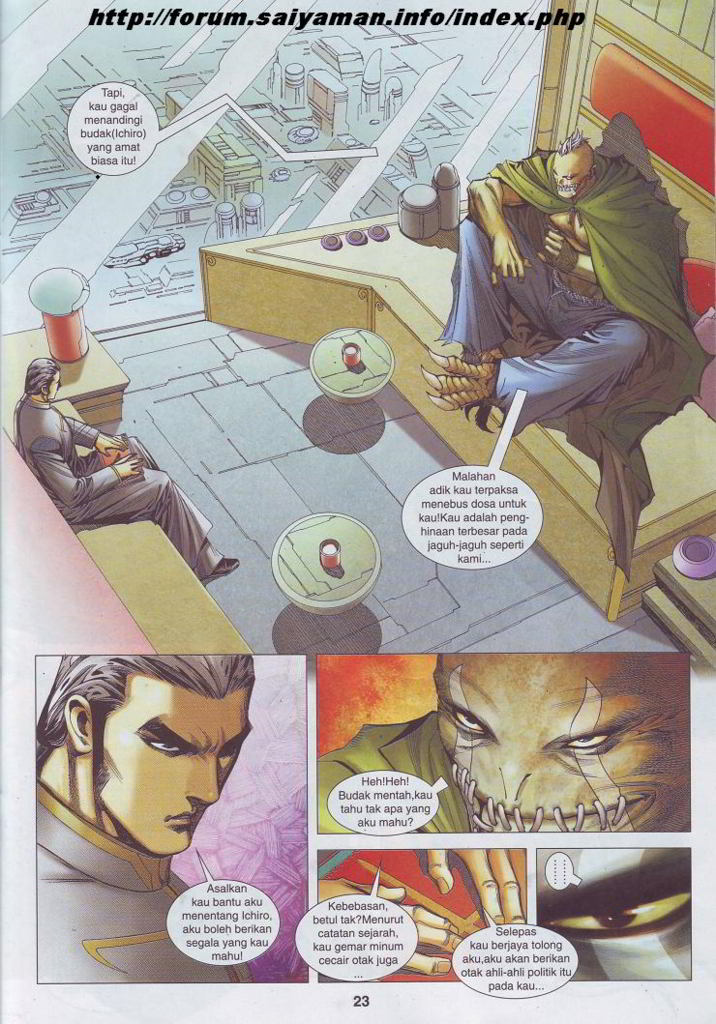 http://forum.saiyaman.info/index.php
Tapi,
kau gagal
menanding
budak(Ichiro)
yang amat
biasa itu!
Malahan
adik kau terpaksa
menebus dosa untuk
kau!Kau adalah peng-
hinaan terbesar pada
jaguh-jaguh seperti
kami...
Heh!Heh!
Budak mentah,kau
tahu tak apa yang
aku mahu?
Asalkan
kau bantu aku
menentang Ichiro,
aku boleh berikan
segala yang kau
mahu!
Kebebasan,
betul tak?Menurut
catatan sejarah,
kau gemar minum
cecair otak juga
...
Selepas
kau berjaya tolong
aku,aku akan berikan
otak ahli-ahli politik itu
pada kau...
......
23